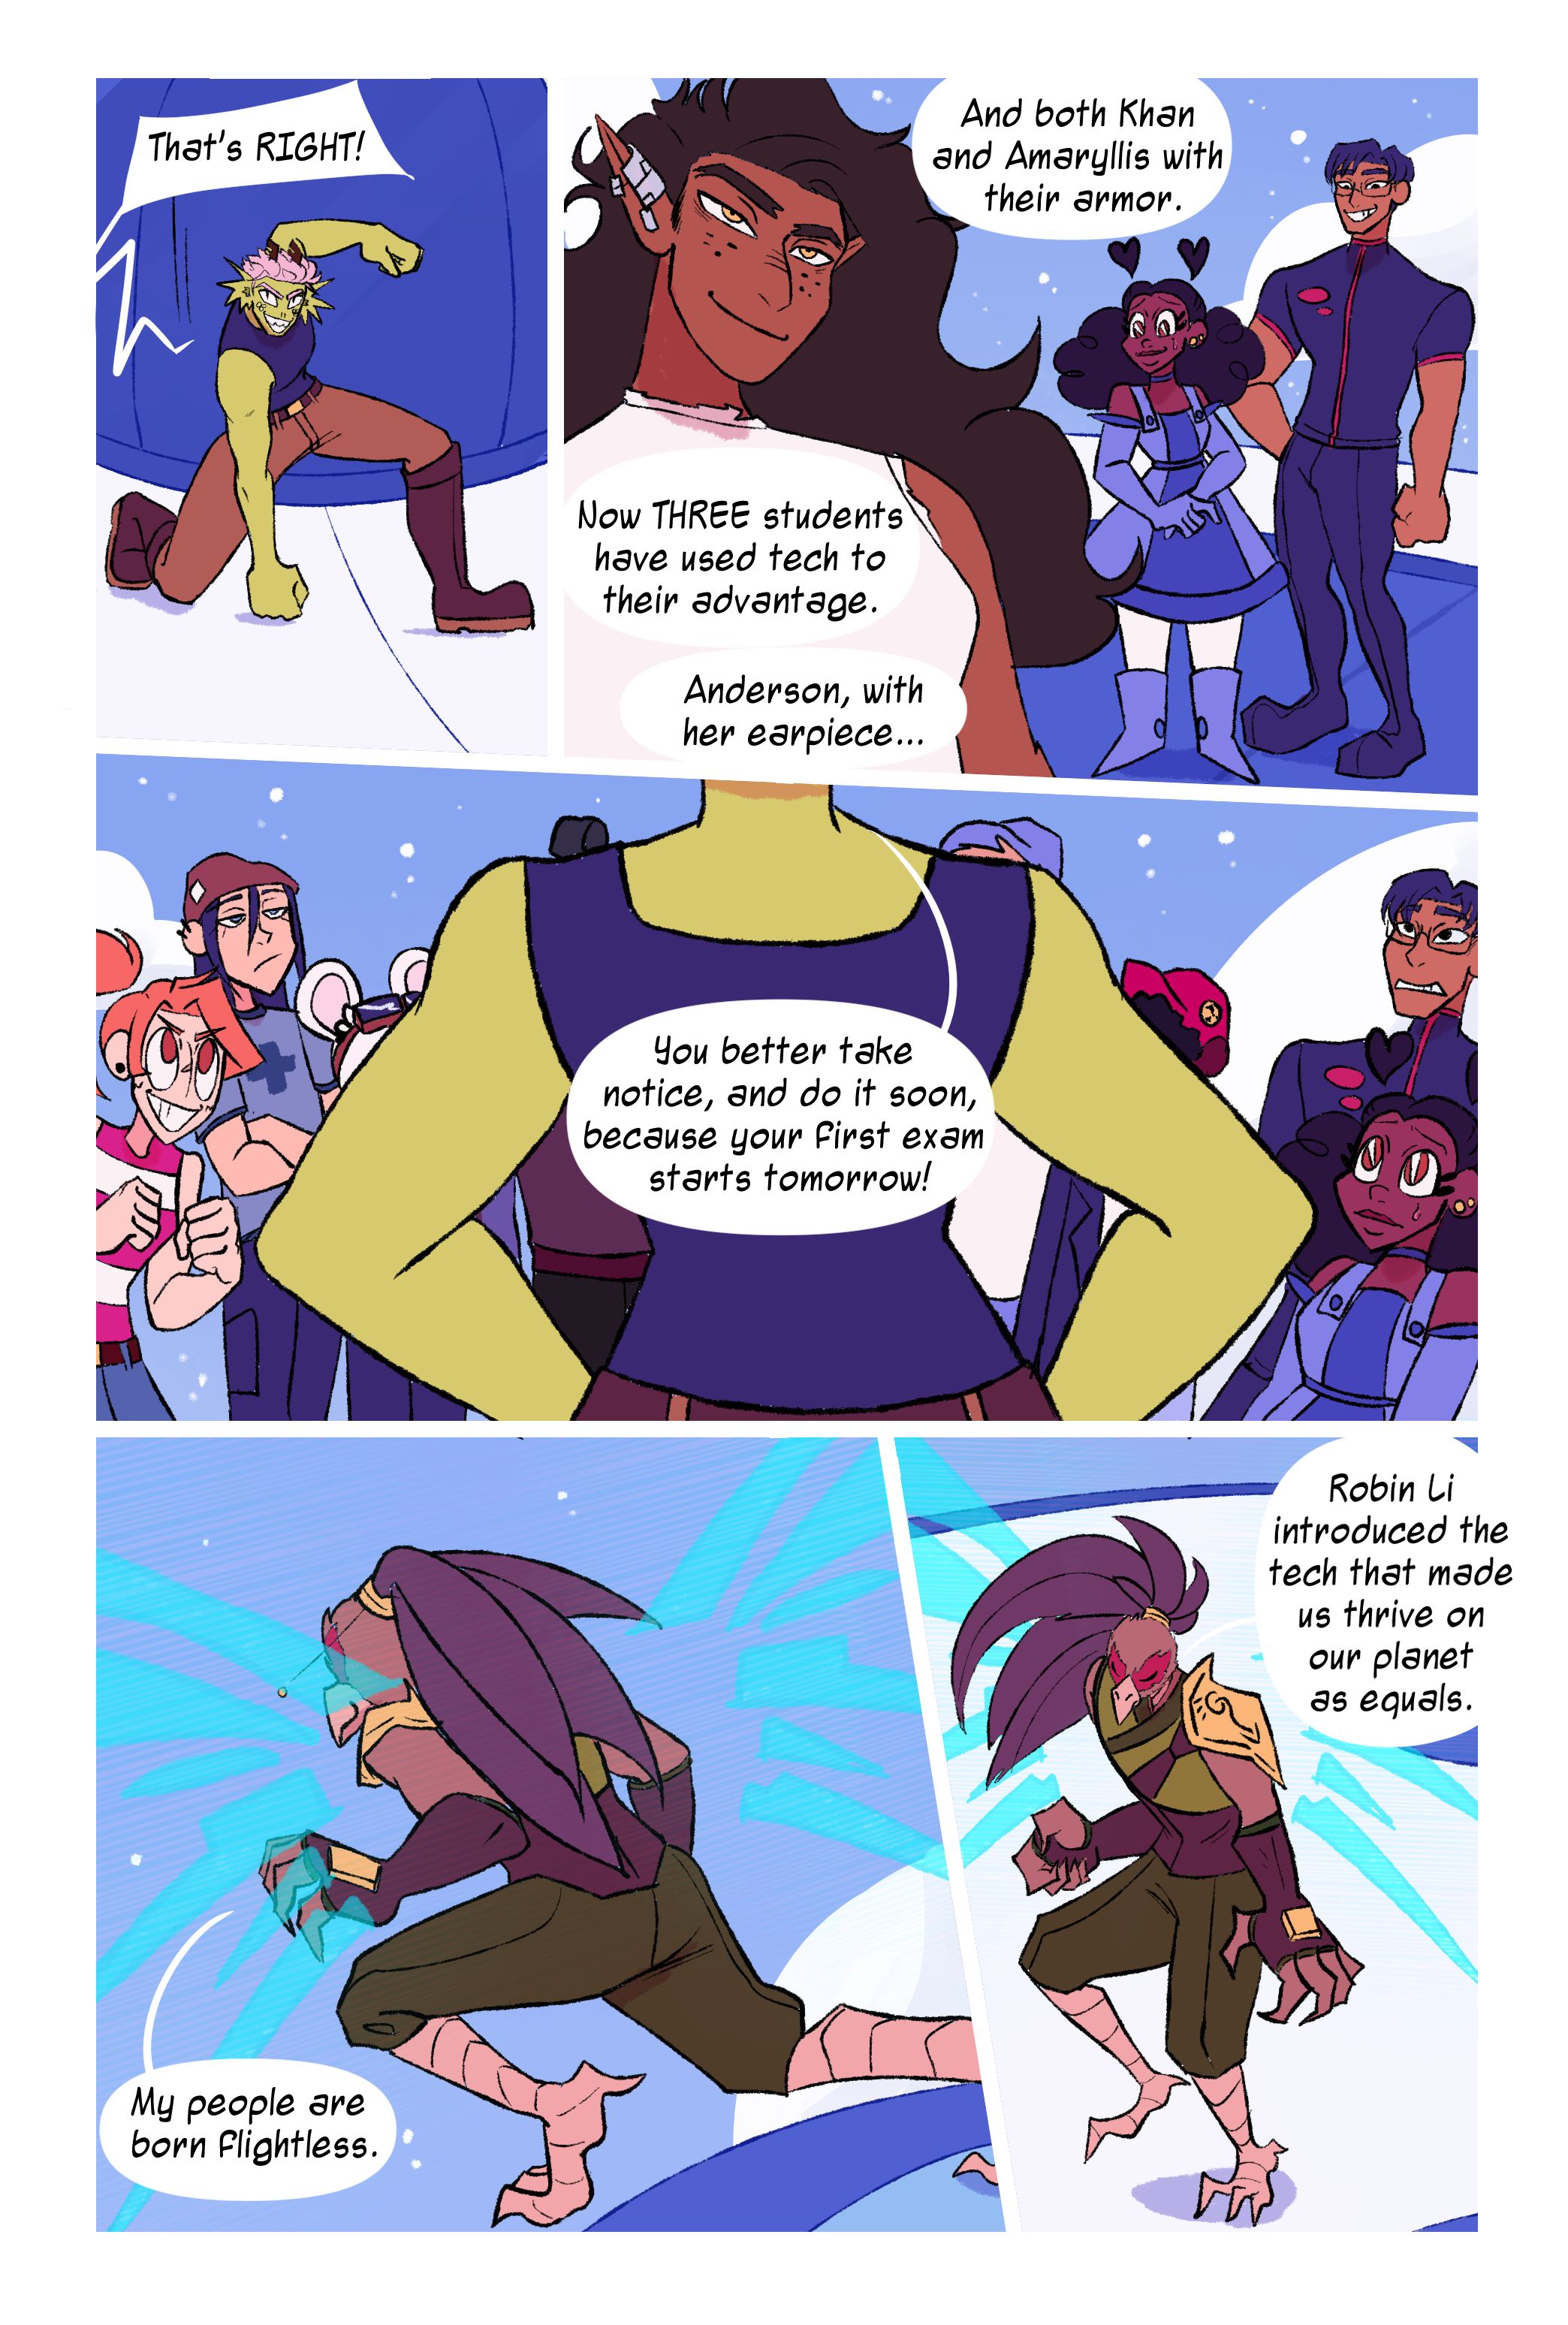 That's RIGHT!
Now THREE students
have used tech to
their advantage.
Anderson, with
her earpiece...
And both Khan
and Amaryllis with
their armor.
You better take
notice, and do it soon,
because your first exam
starts tomorrow!
My people are
born flightless.
Robin Li
introduced the
tech that made
us thrive on
our planet
as equals.